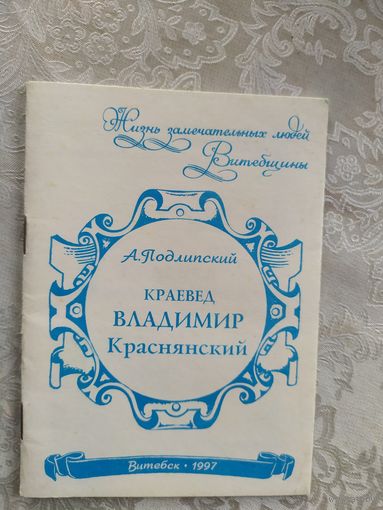 Жизнь замечательных людей
Витебщины
А.Подлипский
КРАЕВЕД
ВЛАДИМИР
Краснянский
Витебск • 1997